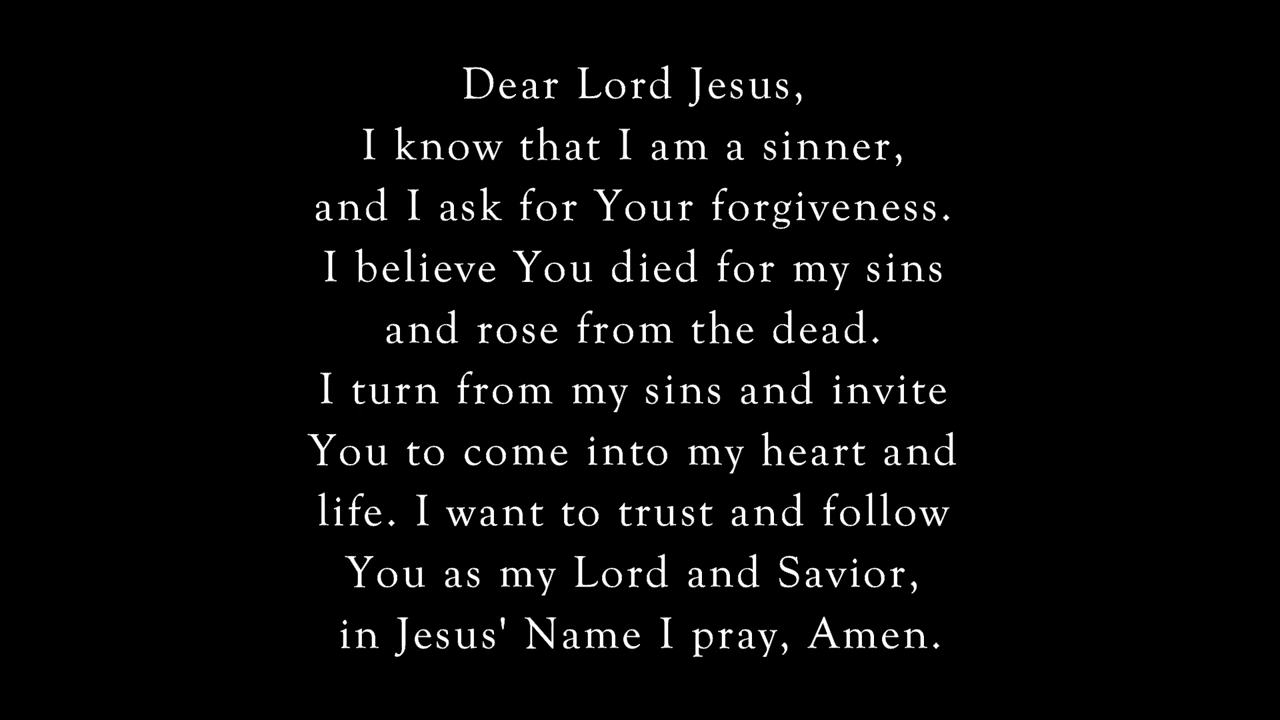 Dear Lord Jesus,
I know that I am a sinner,
and I ask for Your forgiveness.
I believe You died for my sins
and rose from the dead.
I turn from my sins and invite
You to come into my heart and
life. I want to trust and follow
You as my Lord and Savior,
in Jesus' Name I pray, Amen.